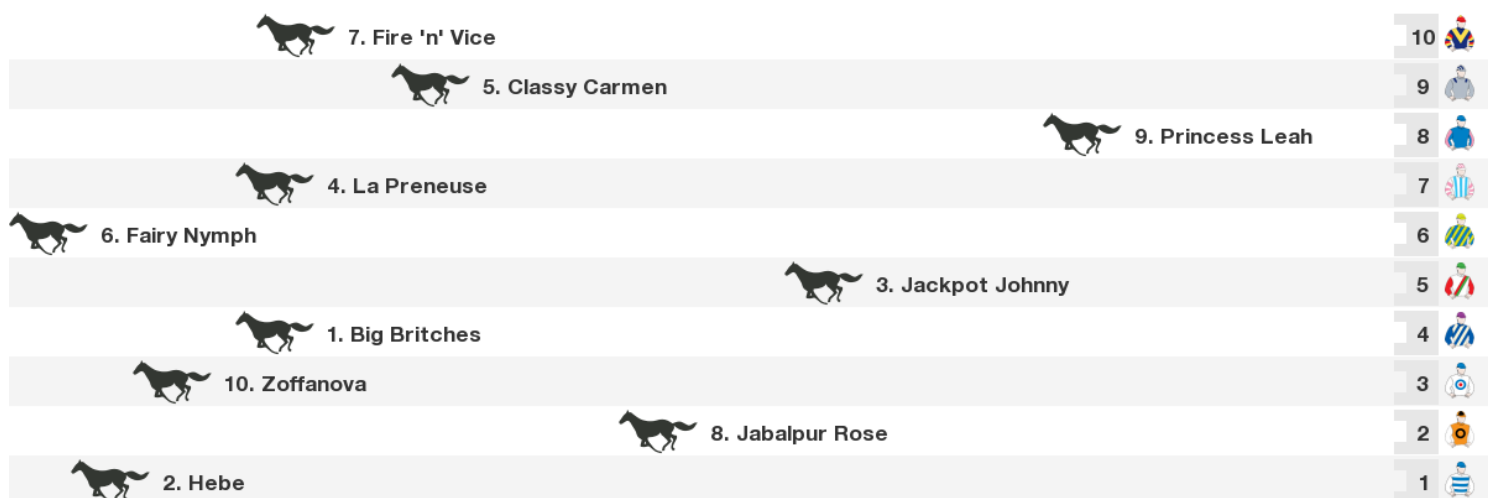 7. Fire 'n' Vice 10
5. Classy Carmen 9
9. Princess Leah 8
4. La Preneuse 7
6. Fairy Nymph 6
3. Jackpot Johnny 5
1. Big Britches 4
10. Zoffanova 3
8. Jabalpur Rose 2
2. Hebe 1